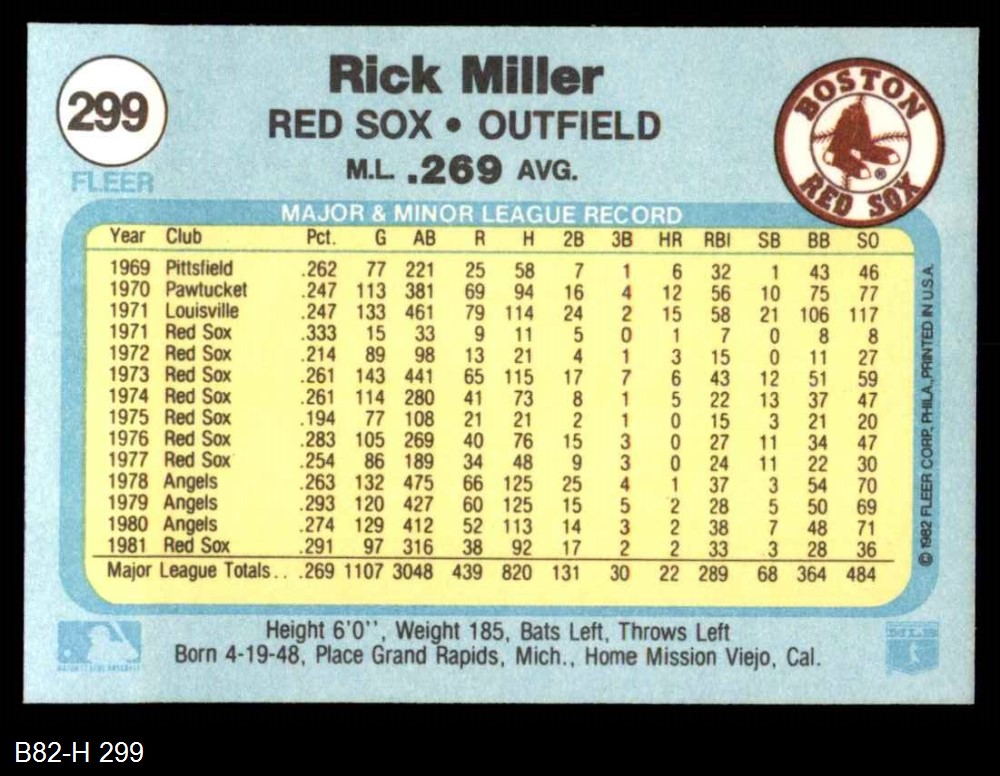 299
FLEER
Rick Miller
RED SOX • OUTFIELD
M.L. .269 AVG.
BOSTON
RED SOX
®
MAJOR & MINOR LEAGUE RECORD
Year Club Pct. G AB R H 2B 3B HR RBI SB BB SO
1969 Pittsfield .262 77 221 25 58 7 1 6 32 1 43 46
1970 Pawtucket .247 113 381 69 94 16 4 12 56 10 75 77
1971 Louisville .247 133 461 79 114 24 2 15 58 21 106 117
1971 Red Sox .333 15 33 9 11 5 0 1 7 0 8 8
1972 Red Sox .214 89 98 13 21 4 1 3 15 0 11 27
1973 Red Sox .261 143 441 65 115 17 7 6 43 12 51 59
1974 Red Sox .261 114 280 41 73 8 1 5 22 13 37 47
1975 Red Sox .194 77 108 21 21 2 1 0 15 3 21 20
1976 Red Sox .283 105 269 40 76 15 3 0 27 11 34 47
1977 Red Sox .254 86 189 34 48 9 3 0 24 11 22 30
1978 Angels .263 132 475 66 125 25 4 1 37 3 54 70
1979 Angels .293 120 427 60 125 15 5 2 28 5 50 69
1980 Angels .274 129 412 52 113 14 3 2 38 7 48 71
1981 Red Sox .291 97 316 38 92 17 2 2 33 3 28 36
Major League Totals.. .269 1107 3048 439 820 131 30 22 289 68 364 484
© 1982 FLEER CORP., PHILA., PRINTED IN U.S.A.
Height 6'0'', Weight 185, Bats Left, Throws Left
Born 4-19-48, Place Grand Rapids, Mich., Home Mission Viejo, Cal.
B82-H 299